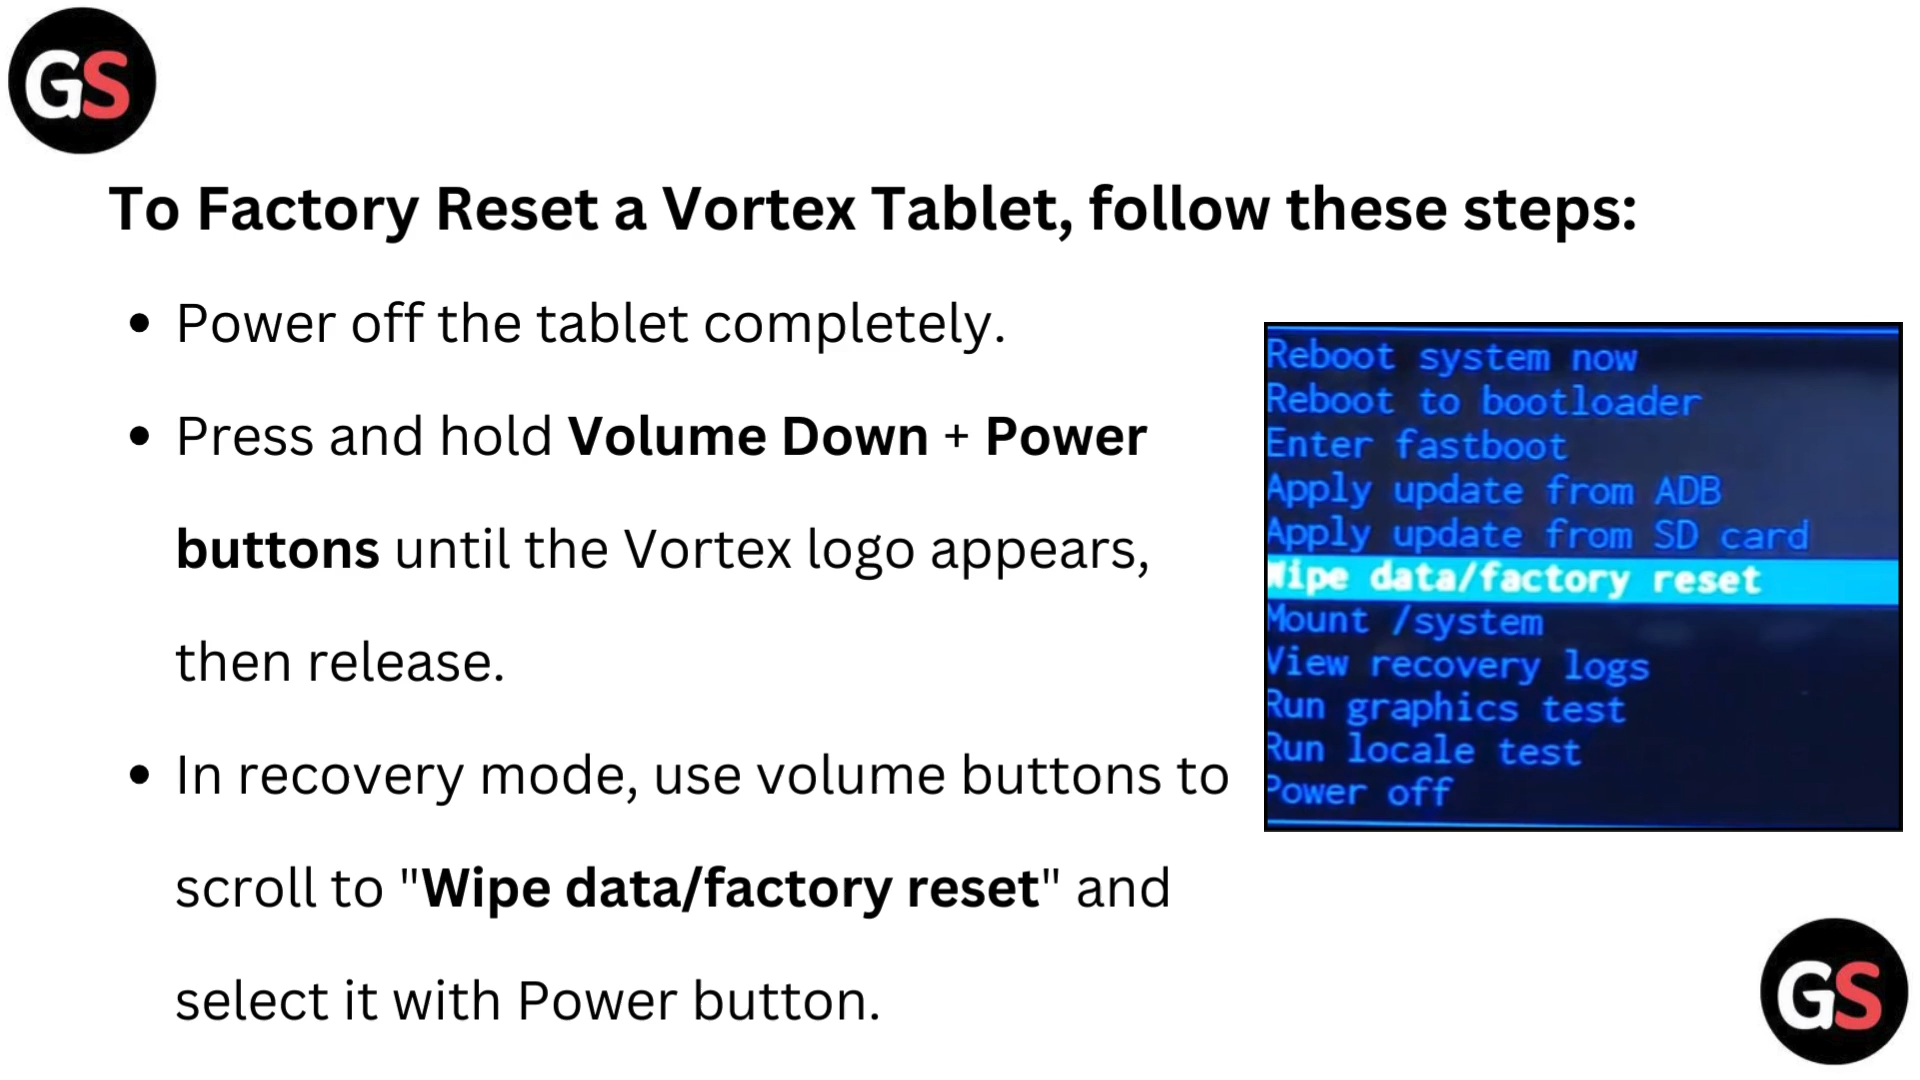 GS
To Factory Reset a Vortex Tablet, follow these steps:
• Power off the tablet completely.
• Press and hold Volume Down + Power
buttons until the Vortex logo appears,
then release.
• In recovery mode, use volume buttons to
scroll to "Wipe data/factory reset" and
select it with Power button.
Reboot system now
Reboot to bootloader
Enter fastboot
Apply update from ADB
Apply update from SD card
Wipe data/factory reset
Mount /system
View recovery logs
Run graphics test
Run locale test
Power off
GS